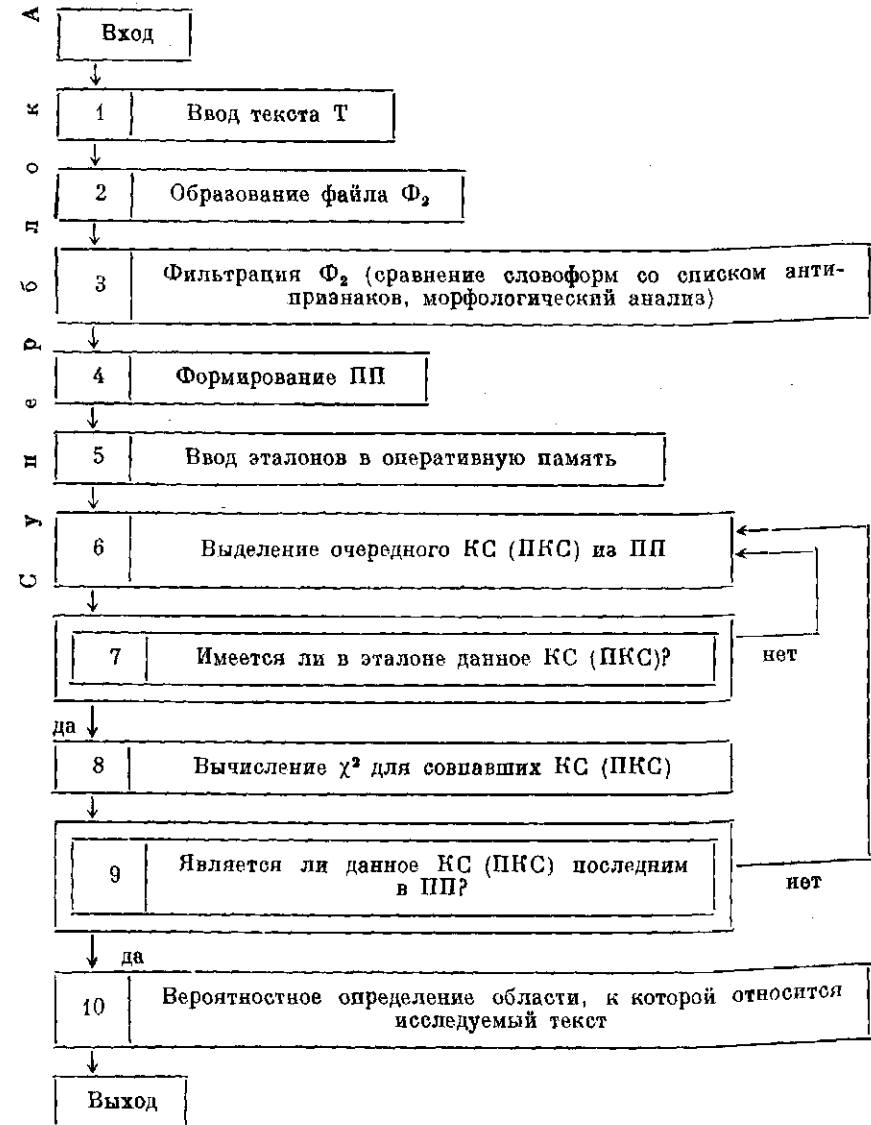 Суперблок А
Вход
1 Ввод текста Т
2 Образование файла Ф₂
3 Фильтрация Ф₂ (сравнение словоформ со списком анти-
признаков, морфологический анализ)
4 Формирование ПП
5 Ввод эталонов в оперативную память
6 Выделение очередного КС (ПКС) из ПП
7 Имеется ли в эталоне данное КС (ПКС)?
нет
да
8 Вычисление χ² для совпавших КС (ПКС)
9 Является ли данное КС (ПКС) последним
в ПП?
нет
да
10 Вероятностное определение области, к которой относится
исследуемый текст
Выход